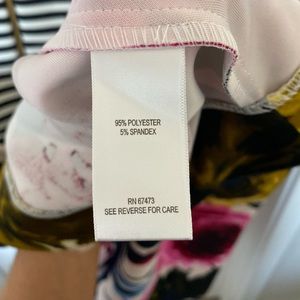 95% POLYESTER
5% SPANDEX
RN 67473
SEE REVERSE FOR CARE